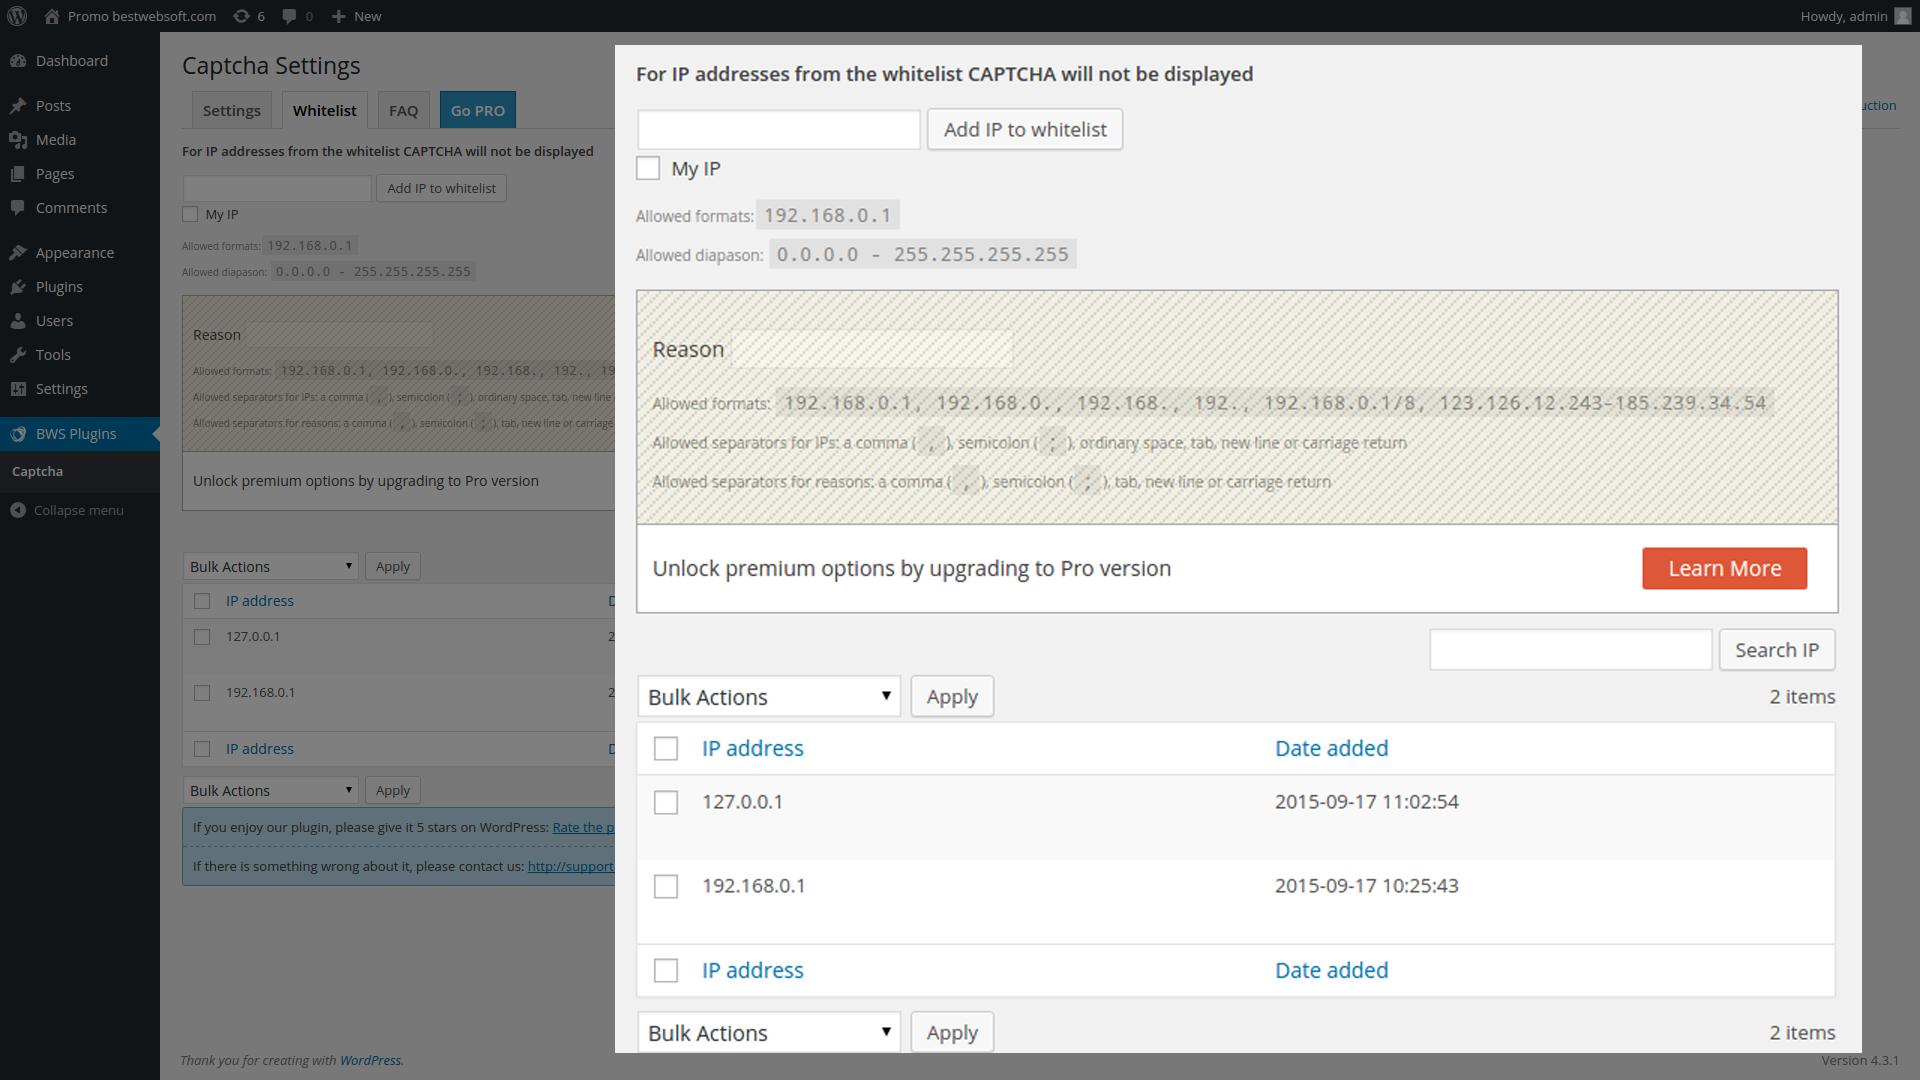 Promo bestwebsoft.com 6 0 New Howdy, admin
Dashboard
Posts
Media
Pages
Comments
Appearance
Plugins
Users
Tools
Settings
BWS Plugins
Captcha
Collapse menu
Captcha Settings
Settings Whitelist FAQ Go PRO
For IP addresses from the whitelist CAPTCHA will not be displayed
Add IP to whitelist
My IP
Allowed formats: 192.168.0.1
Allowed diapason: 0.0.0.0 - 255.255.255.255
Reason
Allowed formats: 192.168.0.1, 192.168.0., 192.168., 192., 19
Allowed separators for IPs: a comma ( , ), semicolon ( ; ), ordinary space, tab, new line
Allowed separators for reasons: a comma ( , ), semicolon ( ; ), tab, new line or carriage
Unlock premium options by upgrading to Pro version
Bulk Actions Apply
IP address
127.0.0.1 2
192.168.0.1 2
IP address
Bulk Actions Apply
If you enjoy our plugin, please give it 5 stars on WordPress: Rate the p
If there is something wrong about it, please contact us: http://support
Thank you for creating with WordPress.
For IP addresses from the whitelist CAPTCHA will not be displayed
Add IP to whitelist
My IP
Allowed formats: 192.168.0.1
Allowed diapason: 0.0.0.0 - 255.255.255.255
Reason
Allowed formats: 192.168.0.1, 192.168.0., 192.168., 192., 192.168.0.1/8, 123.126.12.243-185.239.34.54
Allowed separators for IPs: a comma ( , ), semicolon ( ; ), ordinary space, tab, new line or carriage return
Allowed separators for reasons: a comma ( , ), semicolon ( ; ), tab, new line or carriage return
Unlock premium options by upgrading to Pro version Learn More
Search IP
Bulk Actions Apply 2 items
IP address Date added
127.0.0.1 2015-09-17 11:02:54
192.168.0.1 2015-09-17 10:25:43
IP address Date added
Bulk Actions Apply 2 items
uction
Version 4.3.1